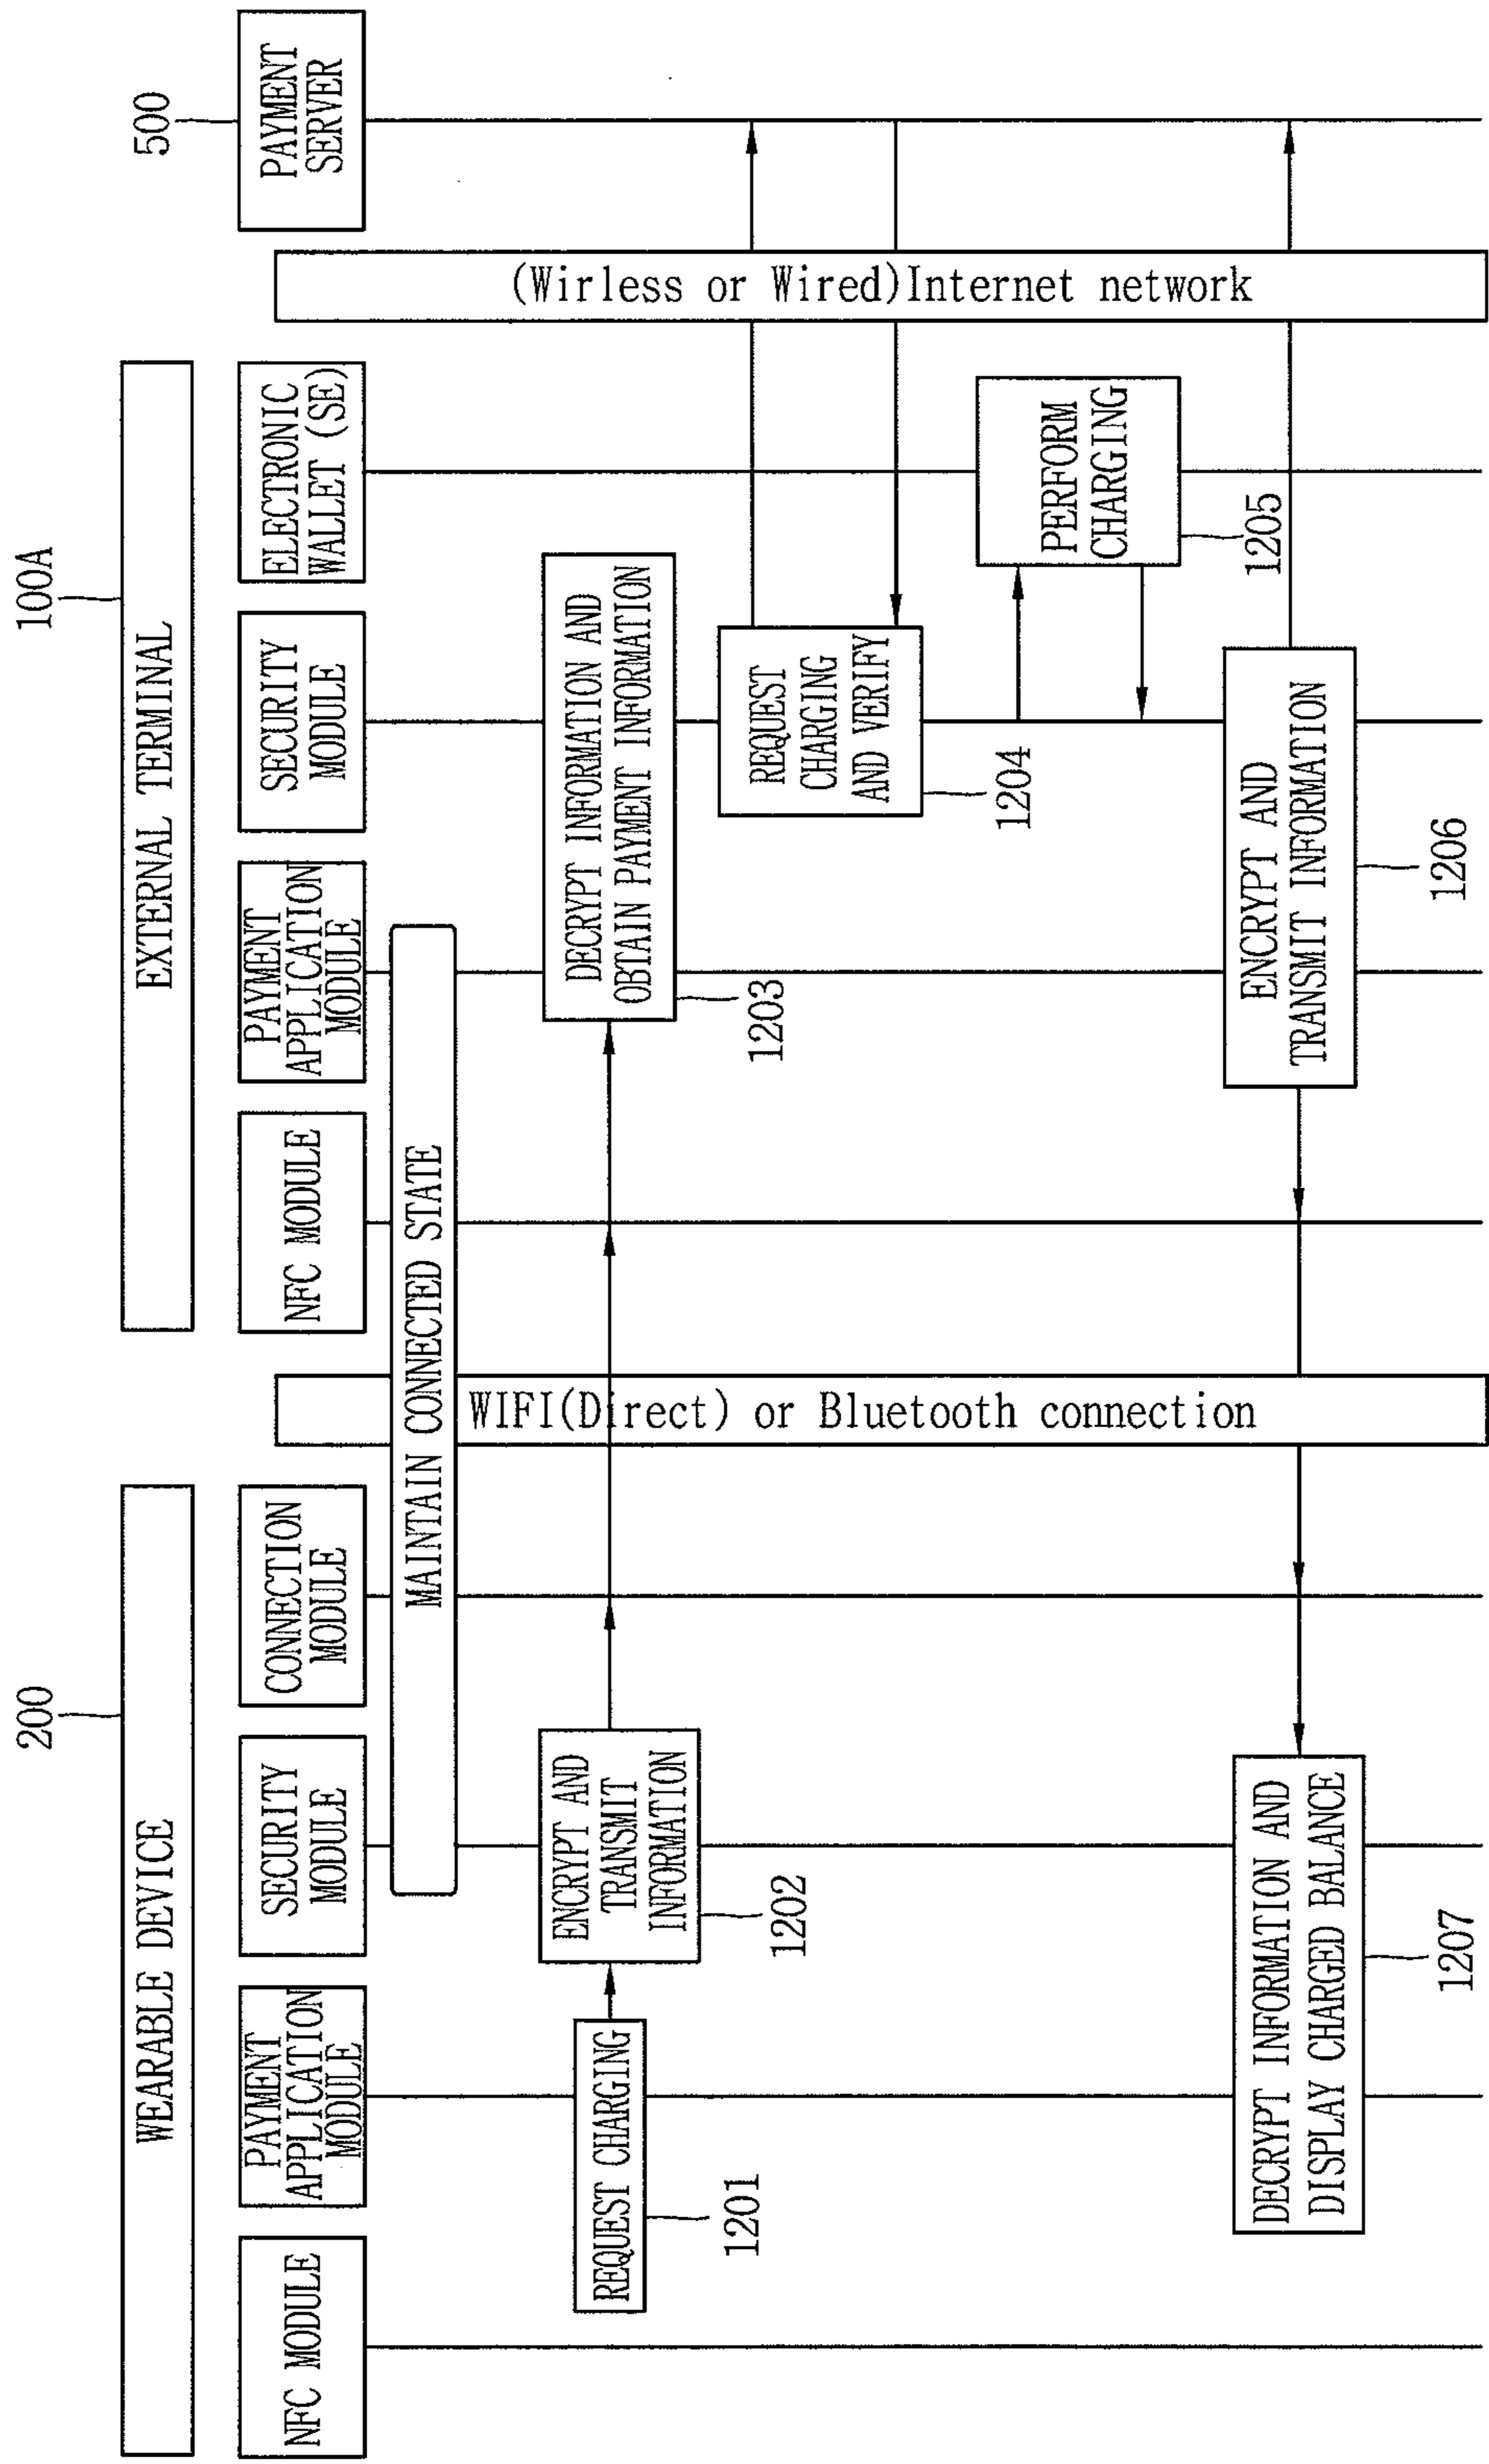 200
100A
WEARABLE DEVICE
EXTERNAL TERMINAL
500
NFC MODULE
PAYMENT
APPLICATION
MODULE
SECURITY
MODULE
CONNECTION
MODULE
NFC MODULE
PAYMENT
APPLICATION
MODULE
SECURITY
MODULE
ELECTRONIC
WALLET (SE)
PAYMENT
SERVER
MAINTAIN CONNECTED STATE
WIFI(Direct) or Bluetooth connection
(Wirless or Wired)Internet network
REQUEST CHARGING
1201
ENCRYPT AND
TRANSMIT
INFORMATION
1202
DECRYPT INFORMATION AND
OBTAIN PAYMENT INFORMATION
1203
REQUEST
CHARGING
AND VERIFY
1204
PERFORM
CHARGING
1205
ENCRYPT AND
TRANSMIT INFORMATION
1206
DECRYPT INFORMATION AND
DISPLAY CHARGED BALANCE
1207